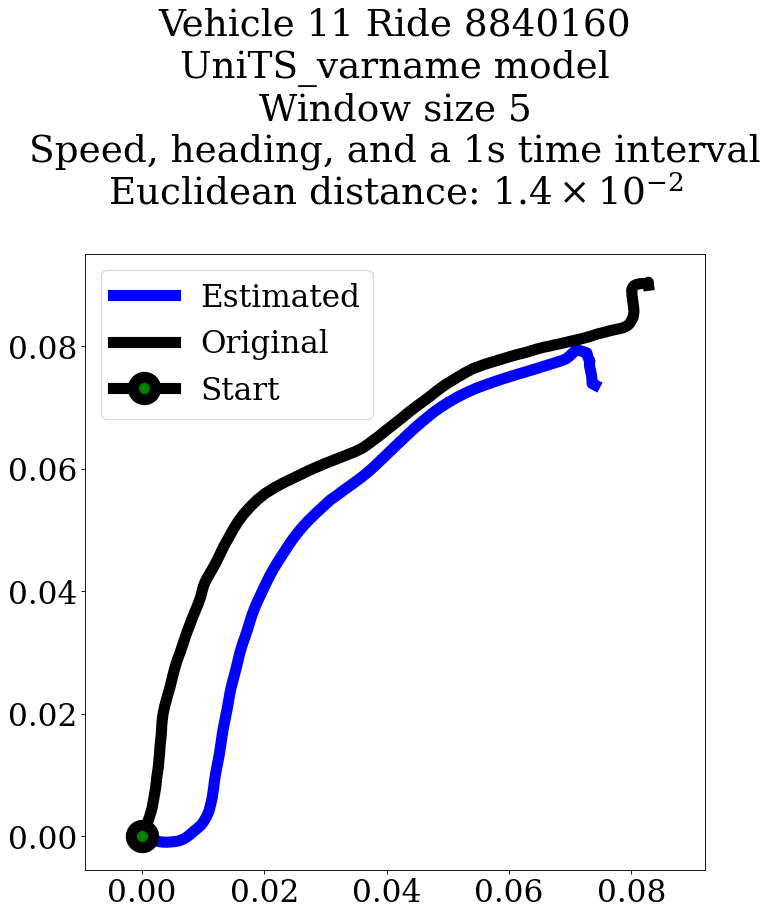 Vehicle 11 Ride 8840160
UniTS_varname model
Window size 5
Speed, heading, and a 1s time interval
Euclidean distance: 1.4 × 10⁻²
Estimated
Original
Start
0.08
0.06
0.04
0.02
0.00
0.00 0.02 0.04 0.06 0.08